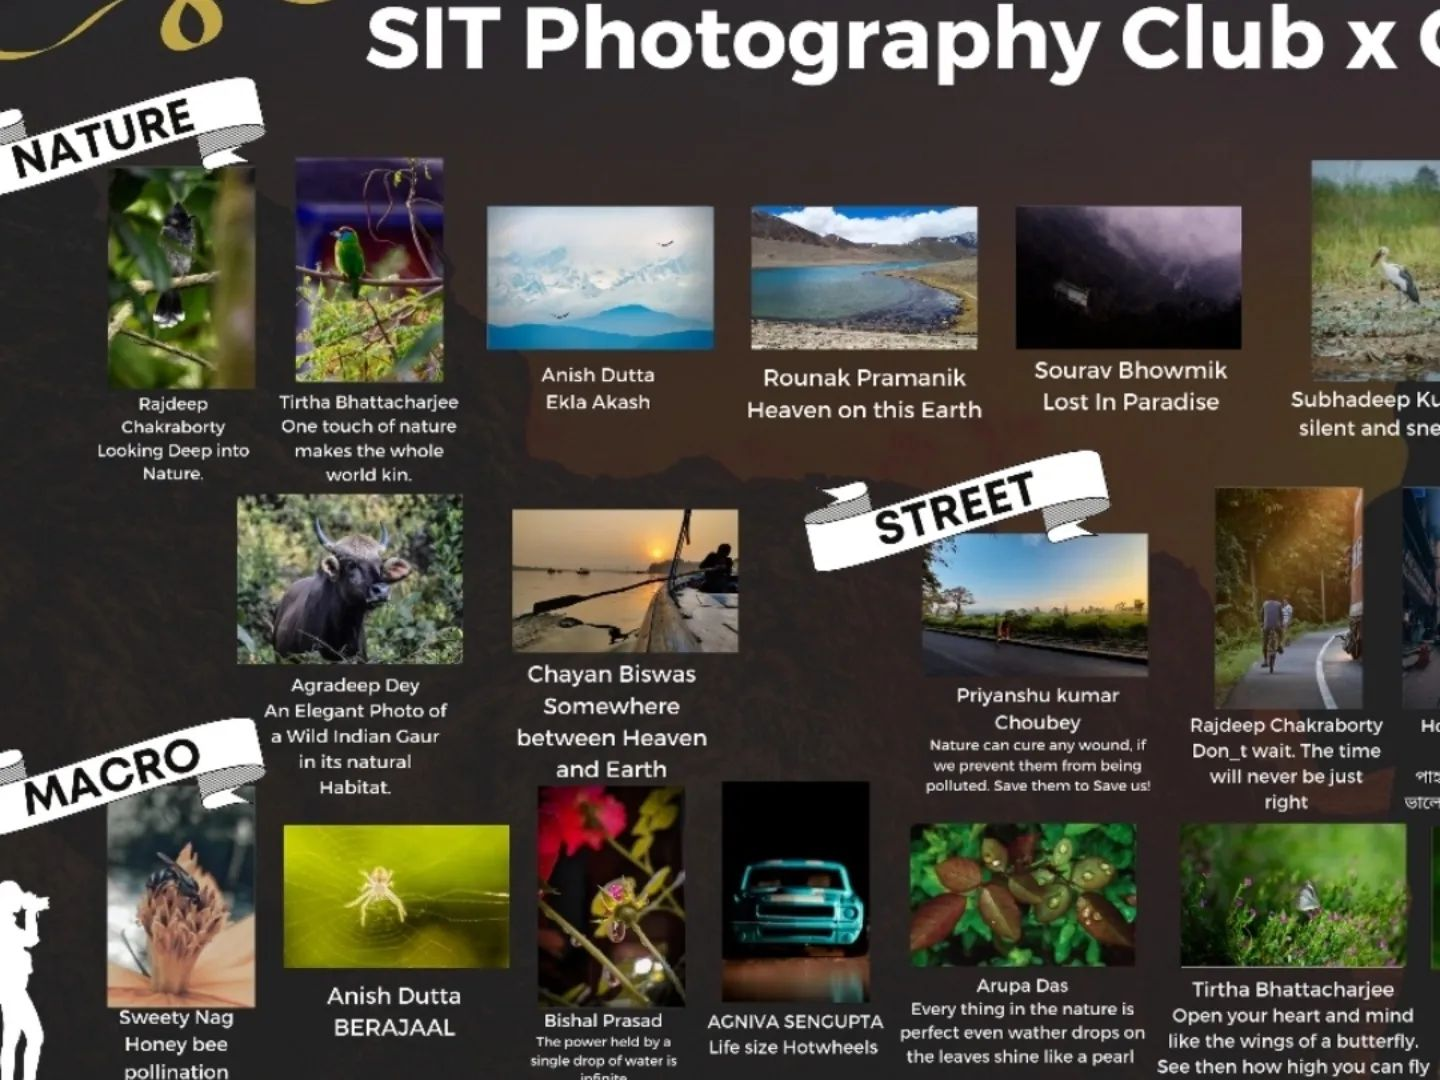 SIT Photography Club x
NATURE
Rajdeep
Chakraborty
Looking Deep into
Nature.
Tirtha Bhattacharjee
One touch of nature
makes the whole
world kin.
Anish Dutta
Ekla Akash
Rounak Pramanik
Heaven on this Earth
Sourav Bhowmik
Lost In Paradise
Subhadeep
silent and
Agradeep Dey
An Elegant Photo of
a Wild Indian Gaur
in its natural
Habitat.
Chayan Biswas
Somewhere
between Heaven
and Earth
STREET
Priyanshu kumar
Choubey
Nature can cure any wound, if
we prevent them from being
polluted. Save them to Save us!
Rajdeep Chakraborty
Don_t wait. The time
will never be just
right
MACRO
Sweety Nag
Honey bee
pollination
Anish Dutta
BERAJAAL
Bishal Prasad
The power held by a
single drop of water is
infinite
AGNIVA SENGUPTA
Life size Hotwheels
Arupa Das
Every thing in the nature is
perfect even wather drops on
the leaves shine like a pearl
Tirtha Bhattacharjee
Open your heart and mind
like the wings of a butterfly.
See then how high you can fly